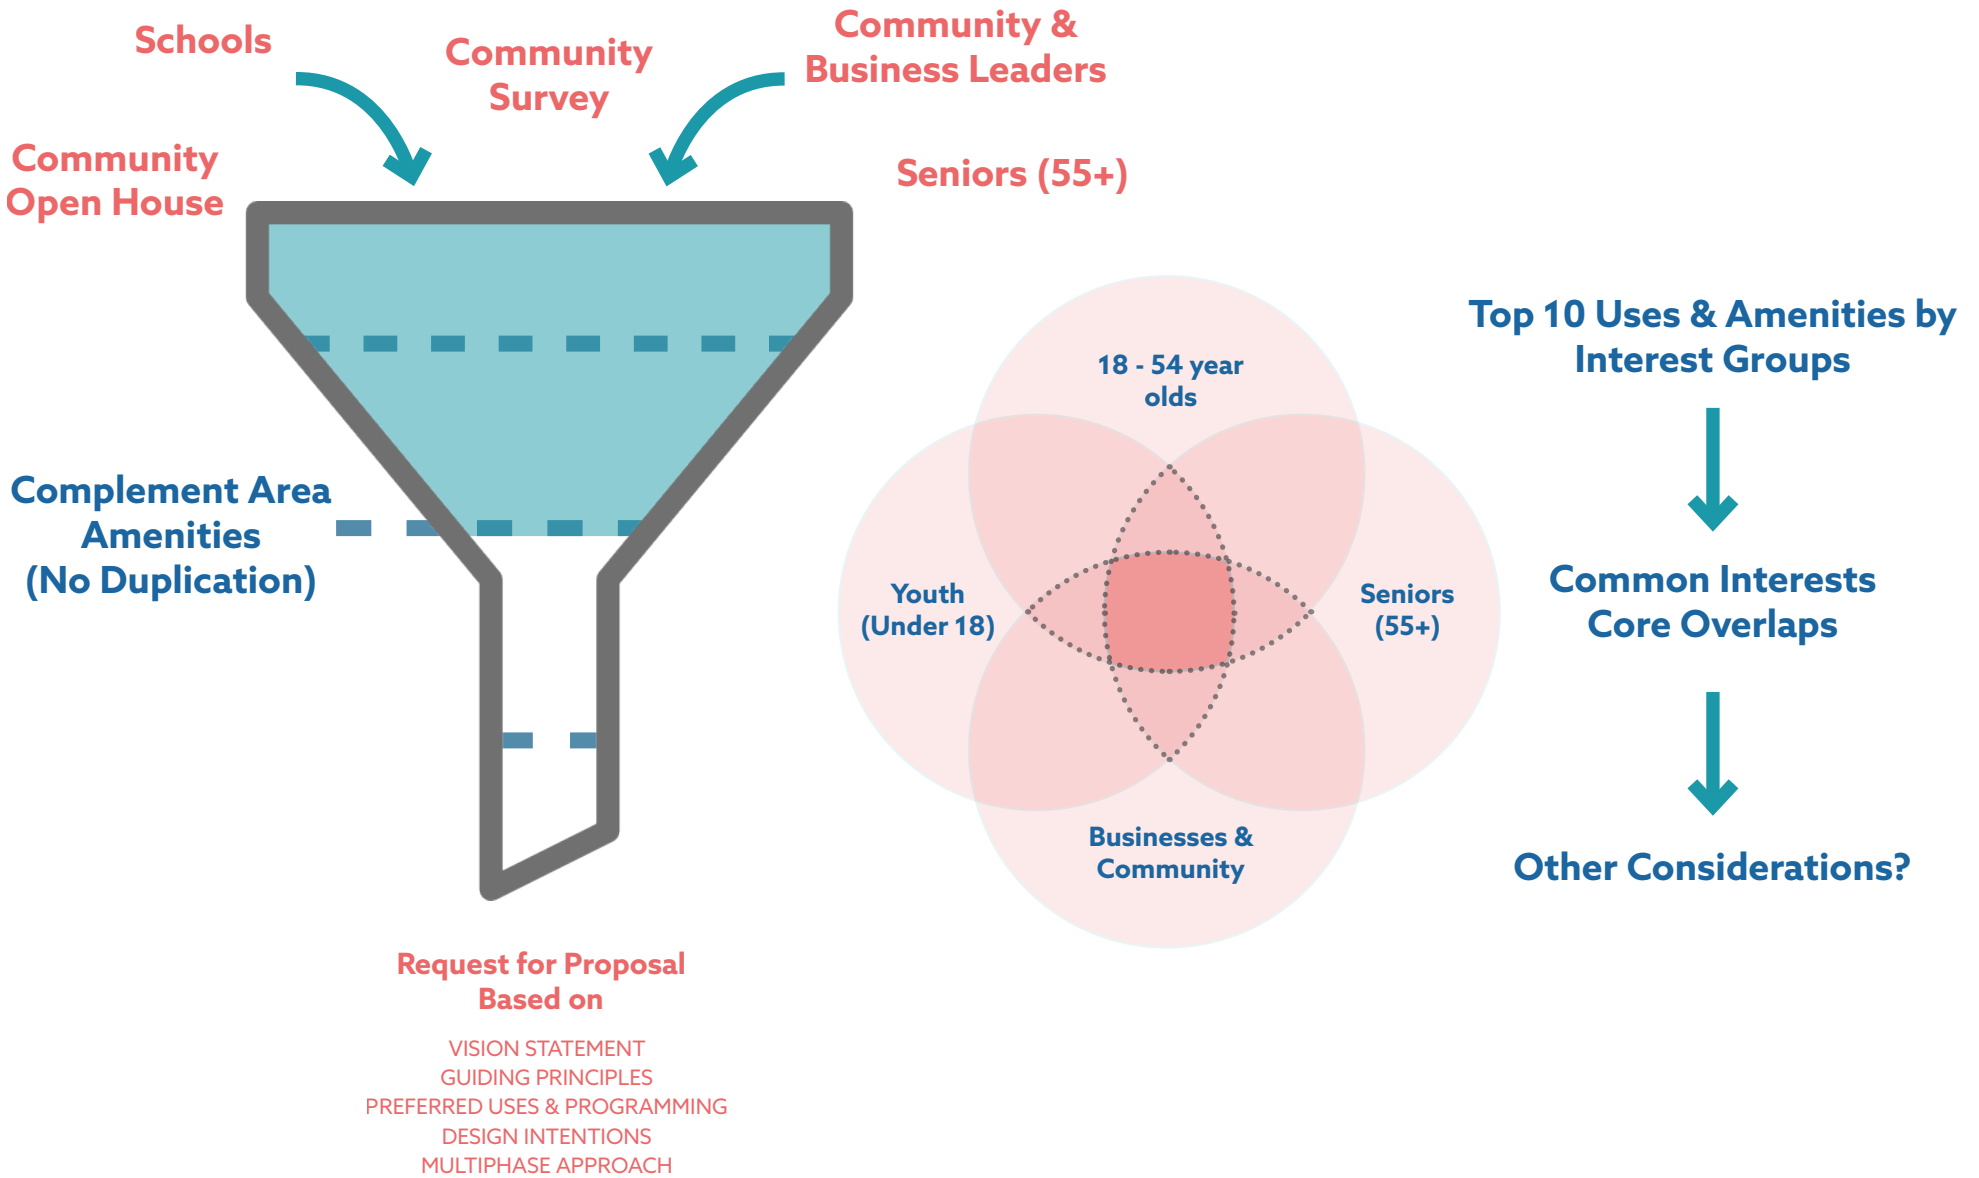 Schools
Community
Survey
Community &
Business Leaders
Community
Open House
Seniors (55+)
Complement Area
Amenities
(No Duplication)
18 - 54 year
olds
Youth
(Under 18)
Seniors
(55+)
Businesses &
Community
Top 10 Uses & Amenities by
Interest Groups
Common Interests
Core Overlaps
Other Considerations?
Request for Proposal
Based on
VISION STATEMENT
GUIDING PRINCIPLES
PREFERRED USES & PROGRAMMING
DESIGN INTENTIONS
MULTIPHASE APPROACH